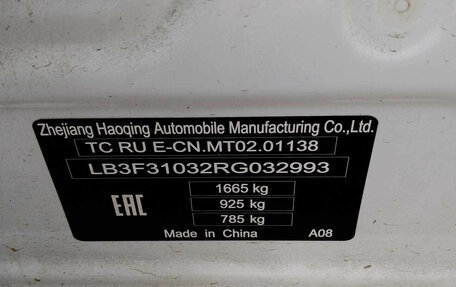 Zhejiang Haoqing Automobile Manufacturing Co.,Ltd.
TC RU E-CN.MT02.01138
LB3F31032RG032993
1665 kg
EAC 925 kg
785 kg
Made in China A08